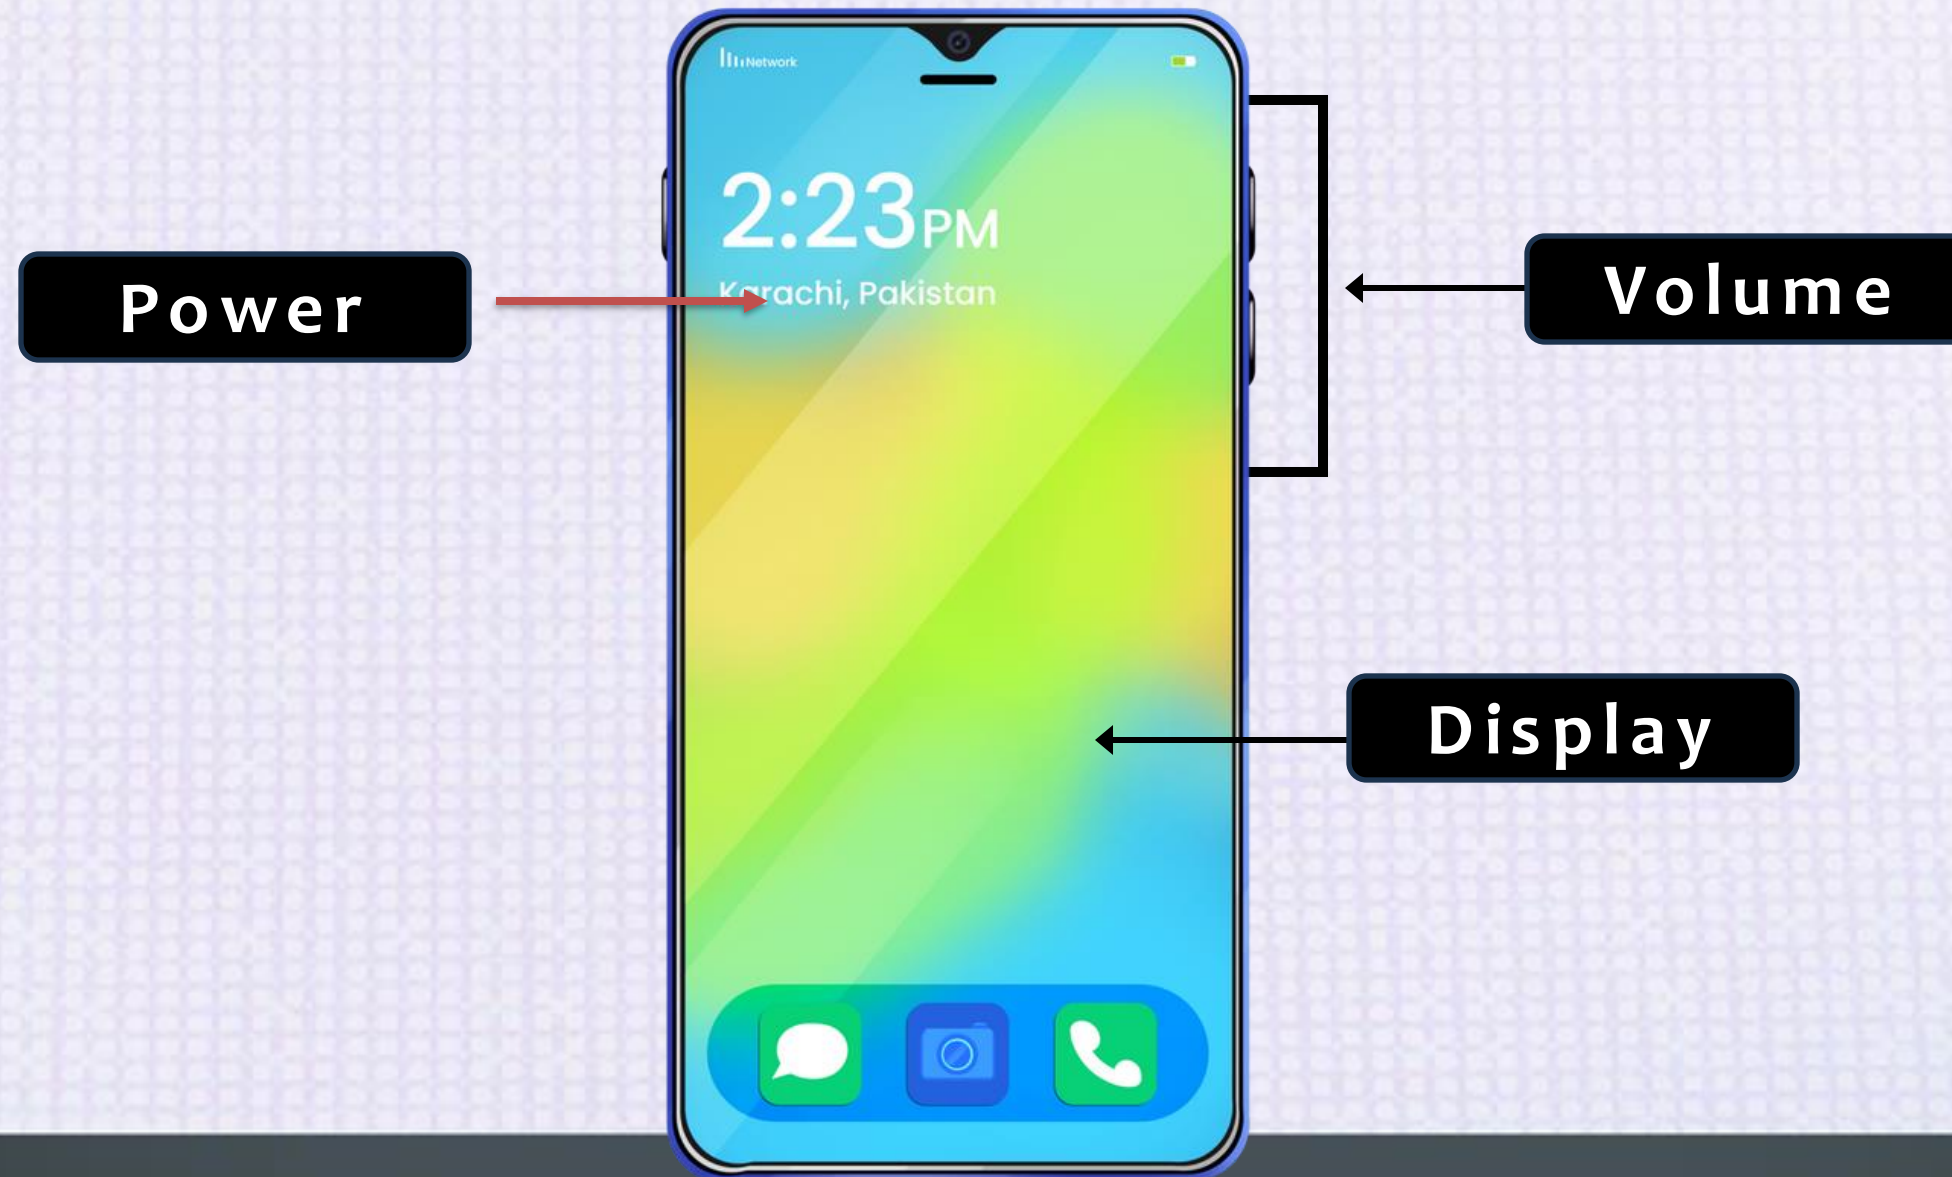 Network
2:23PM
Karachi, Pakistan
Power
Volume
Display